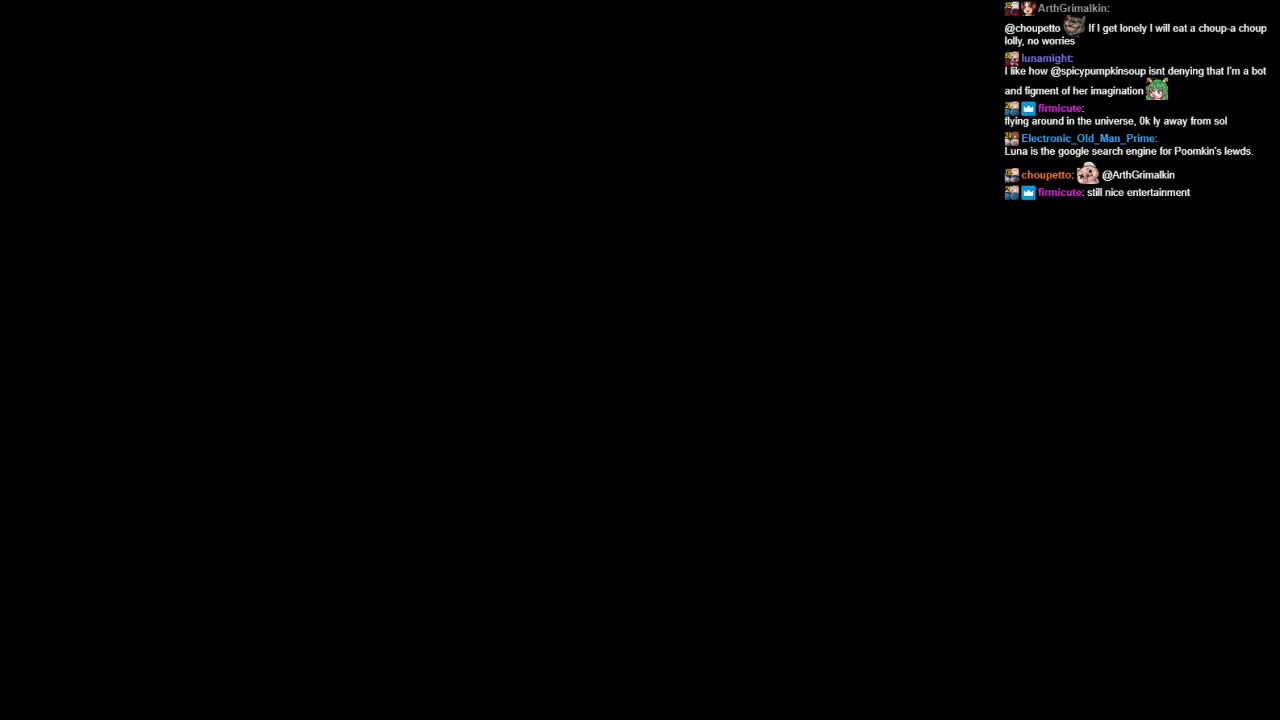 ArthGrimalkin:
@choupetto If I get lonely I will eat a choup-a choup
lolly, no worries
lunamight:
I like how @spicypumpkinsoup isnt denying that I'm a bot
and figment of her imagination
firmicute:
flying around in the universe, 0k ly away from sol
Electronic_Old_Man_Prime:
Luna is the google search engine for Poomkin's lewds.
choupetto: @ArthGrimalkin
firmicute: still nice entertainment